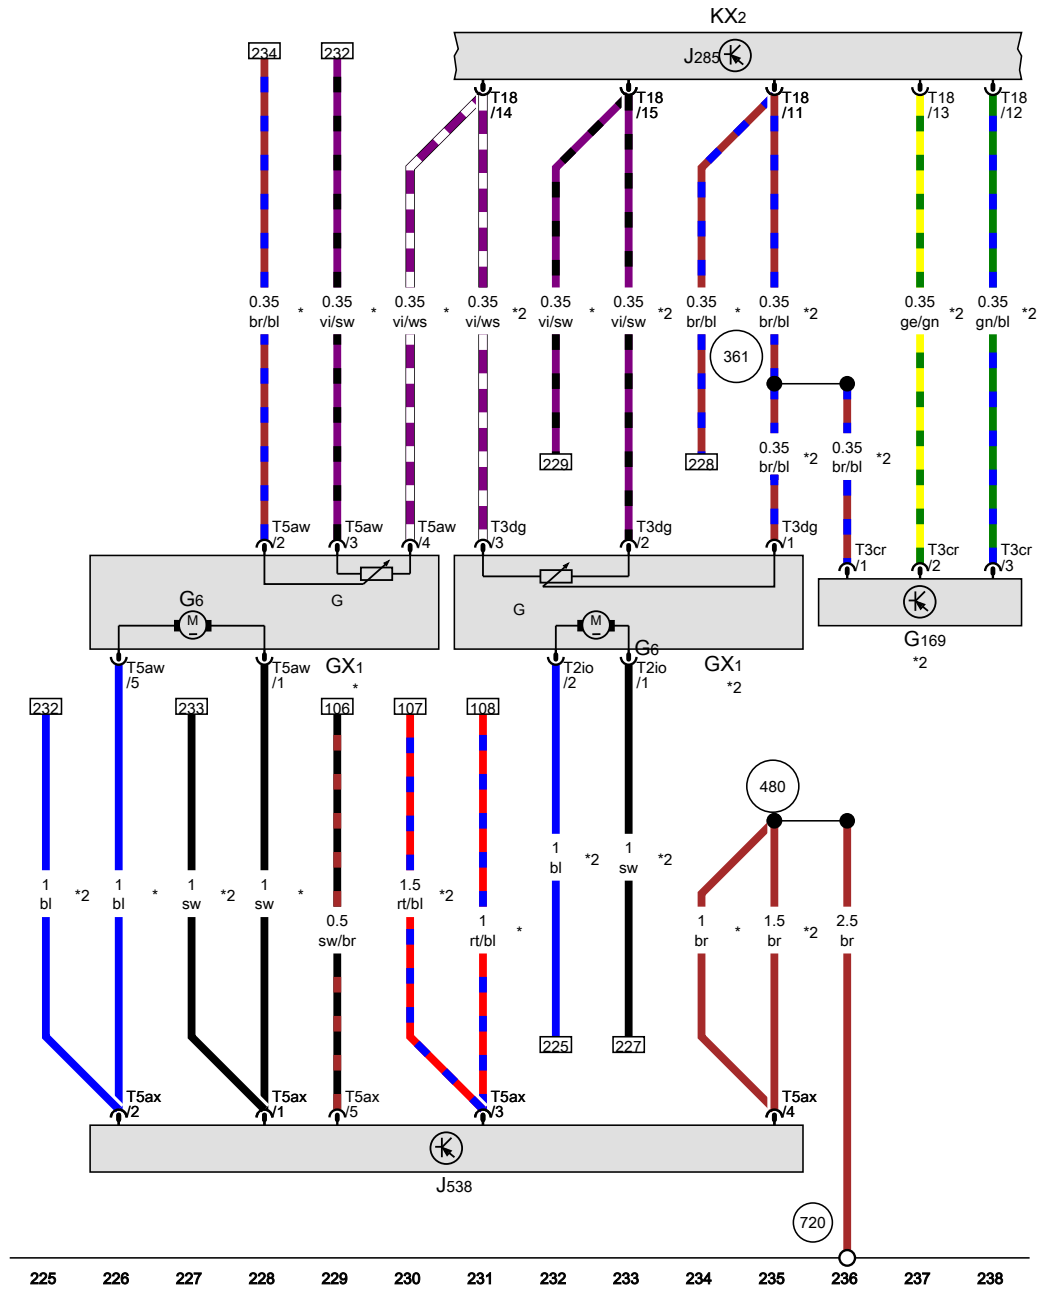 KX2
J285
234
232
T18
/14
T18
/15
T18
/11
T18
/13
T18
/12
0.35
br/bl
*
0.35
vi/sw
*
0.35
vi/ws
*
0.35
vi/ws
*2
0.35
vi/sw
*
0.35
vi/sw
*2
0.35
br/bl
*
0.35
br/bl
*2
0.35
ge/gn
*2
0.35
gn/bl
*2
361
0.35
br/bl
*2
0.35
br/bl
*2
229
228
T5aw
/2
T5aw
/3
T5aw
/4
T3dg
/3
T3dg
/2
T3dg
/1
T3cr
/1
T3cr
/2
T3cr
/3
G6
M
G
G
M
G6
G169
*2
T5aw
/5
T5aw
/1
GX1
*
T2io
/2
T2io
/1
GX1
*2
232
233
106
107
108
480
1
bl
*2
1
bl
*
1
sw
*2
1
sw
*
0.5
sw/br
1.5
rt/bl
*2
1
rt/bl
*
1
bl
*2
1
sw
*2
1
br
*
1.5
br
*2
2.5
br
225
227
T5ax
/2
T5ax
/1
T5ax
/5
T5ax
/3
T5ax
/4
J538
720
225 226 227 228 229 230 231 232 233 234 235 236 237 238